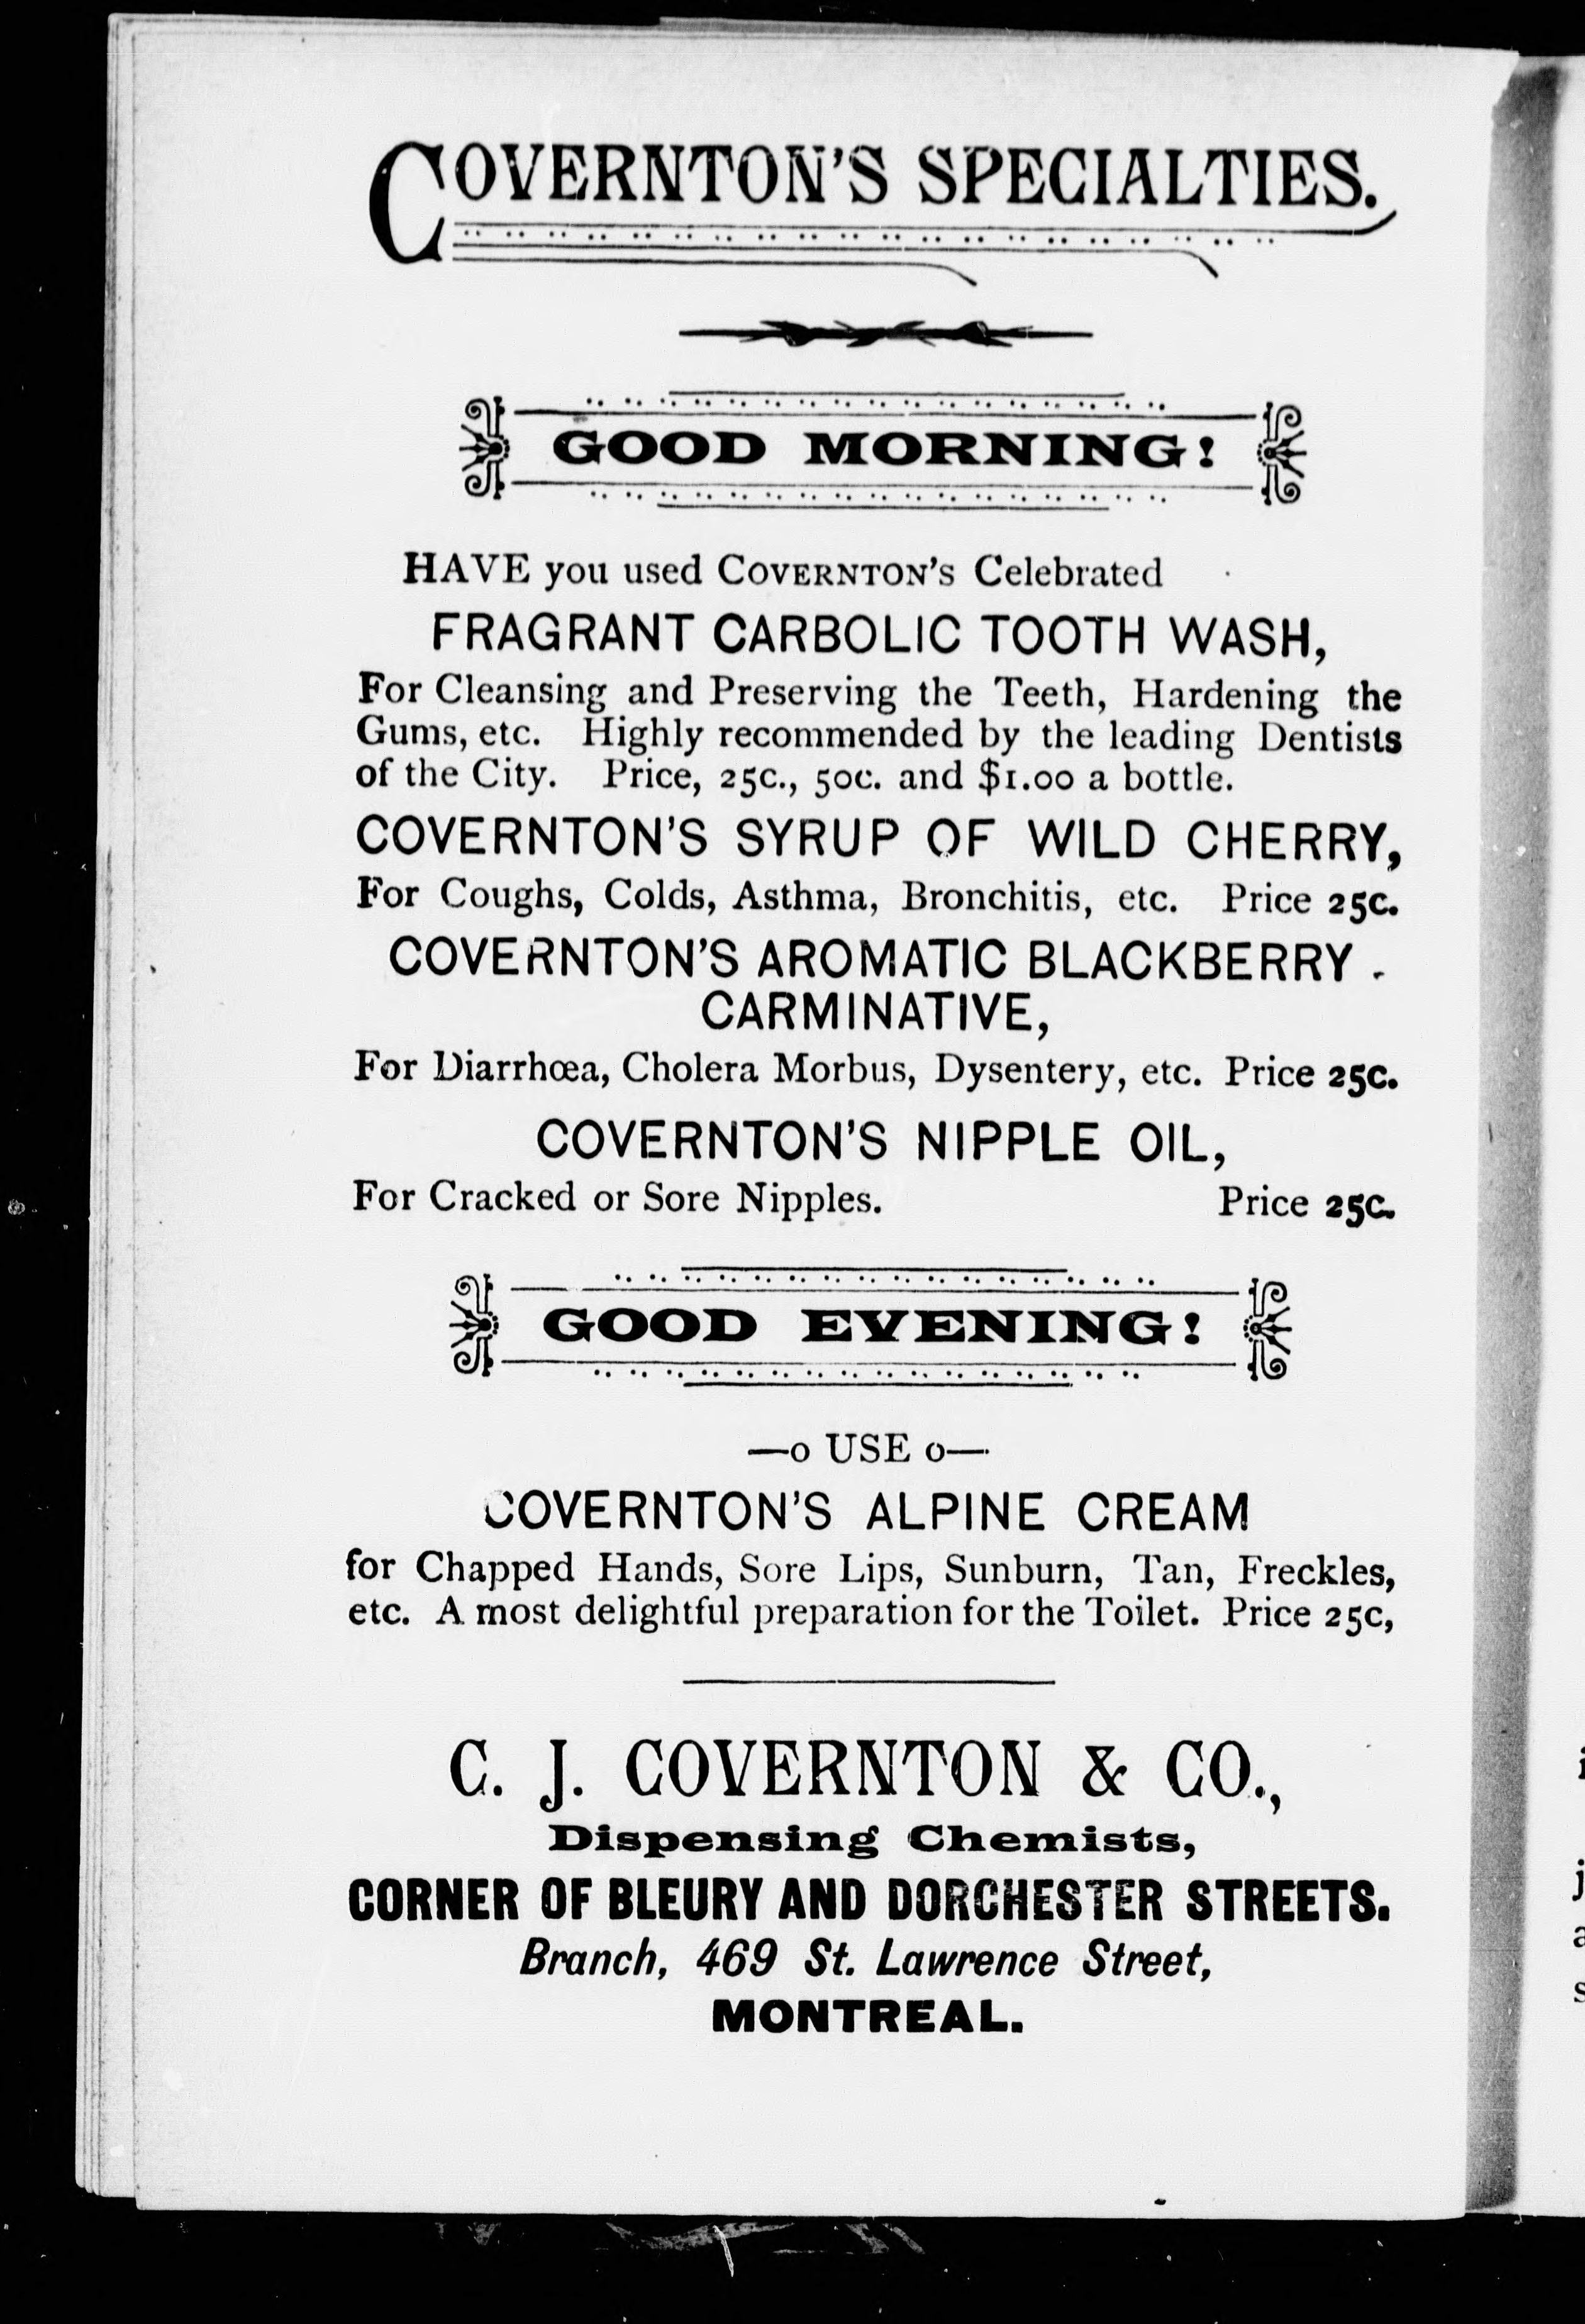 COVERNTON'S SPECIALTIES.
GOOD MORNING!
HAVE you used COVERNTON'S Celebrated
FRAGRANT CARBOLIC TOOTH WASH,
For Cleansing and Preserving the Teeth, Hardening the
Gums, etc. Highly recommended by the leading Dentists
of the City. Price, 25c., 50c. and $1.00 a bottle.
COVERNTON'S SYRUP OF WILD CHERRY,
For Coughs, Colds, Asthma, Bronchitis, etc. Price 25c.
COVERNTON'S AROMATIC BLACKBERRY
CARMINATIVE,
For Diarrhœa, Cholera Morbus, Dysentery, etc. Price 25c.
COVERNTON'S NIPPLE OIL,
For Cracked or Sore Nipples. Price 25c.
GOOD EVENING!
—o USE o—
COVERNTON'S ALPINE CREAM
for Chapped Hands, Sore Lips, Sunburn, Tan, Freckles,
etc. A most delightful preparation for the Toilet. Price 25c,
C. J. COVERNTON & CO.,
Dispensing Chemists,
CORNER OF BLEURY AND DORCHESTER STREETS.
Branch, 469 St. Lawrence Street,
MONTREAL.